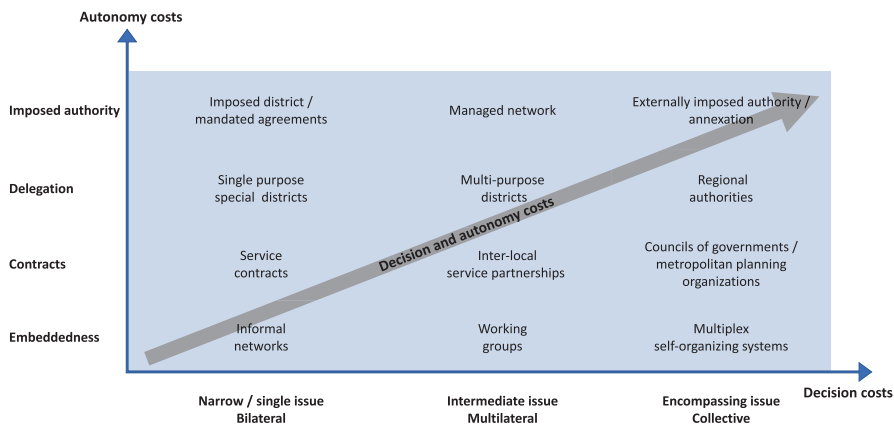 Autonomy costs
Imposed authority
Imposed district /
mandated agreements
Managed network
Externally imposed authority /
annexation
Delegation
Single purpose
special districts
Multi-purpose
districts
Regional
authorities
Decision and autonomy costs
Contracts
Service
contracts
Inter-local
service partnerships
Councils of governments /
metropolitan planning
organizations
Embeddedness
Informal
networks
Working
groups
Multiplex
self-organizing systems
Decision costs
Narrow / single issue
Bilateral
Intermediate issue
Multilateral
Encompassing issue
Collective